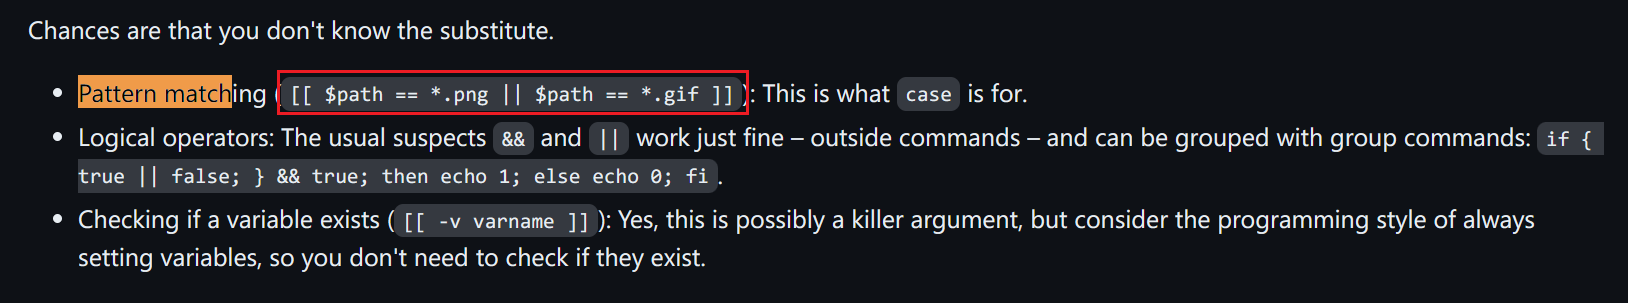 Chances are that you don't know the substitute.
• Pattern matching ([[ $path == *.png || $path == *.gif ]]): This is what case is for.
• Logical operators: The usual suspects && and || work just fine – outside commands – and can be grouped with group commands: if {
true || false; } && true; then echo 1; else echo 0; fi.
• Checking if a variable exists ([[ -v varname ]]): Yes, this is possibly a killer argument, but consider the programming style of always
setting variables, so you don't need to check if they exist.